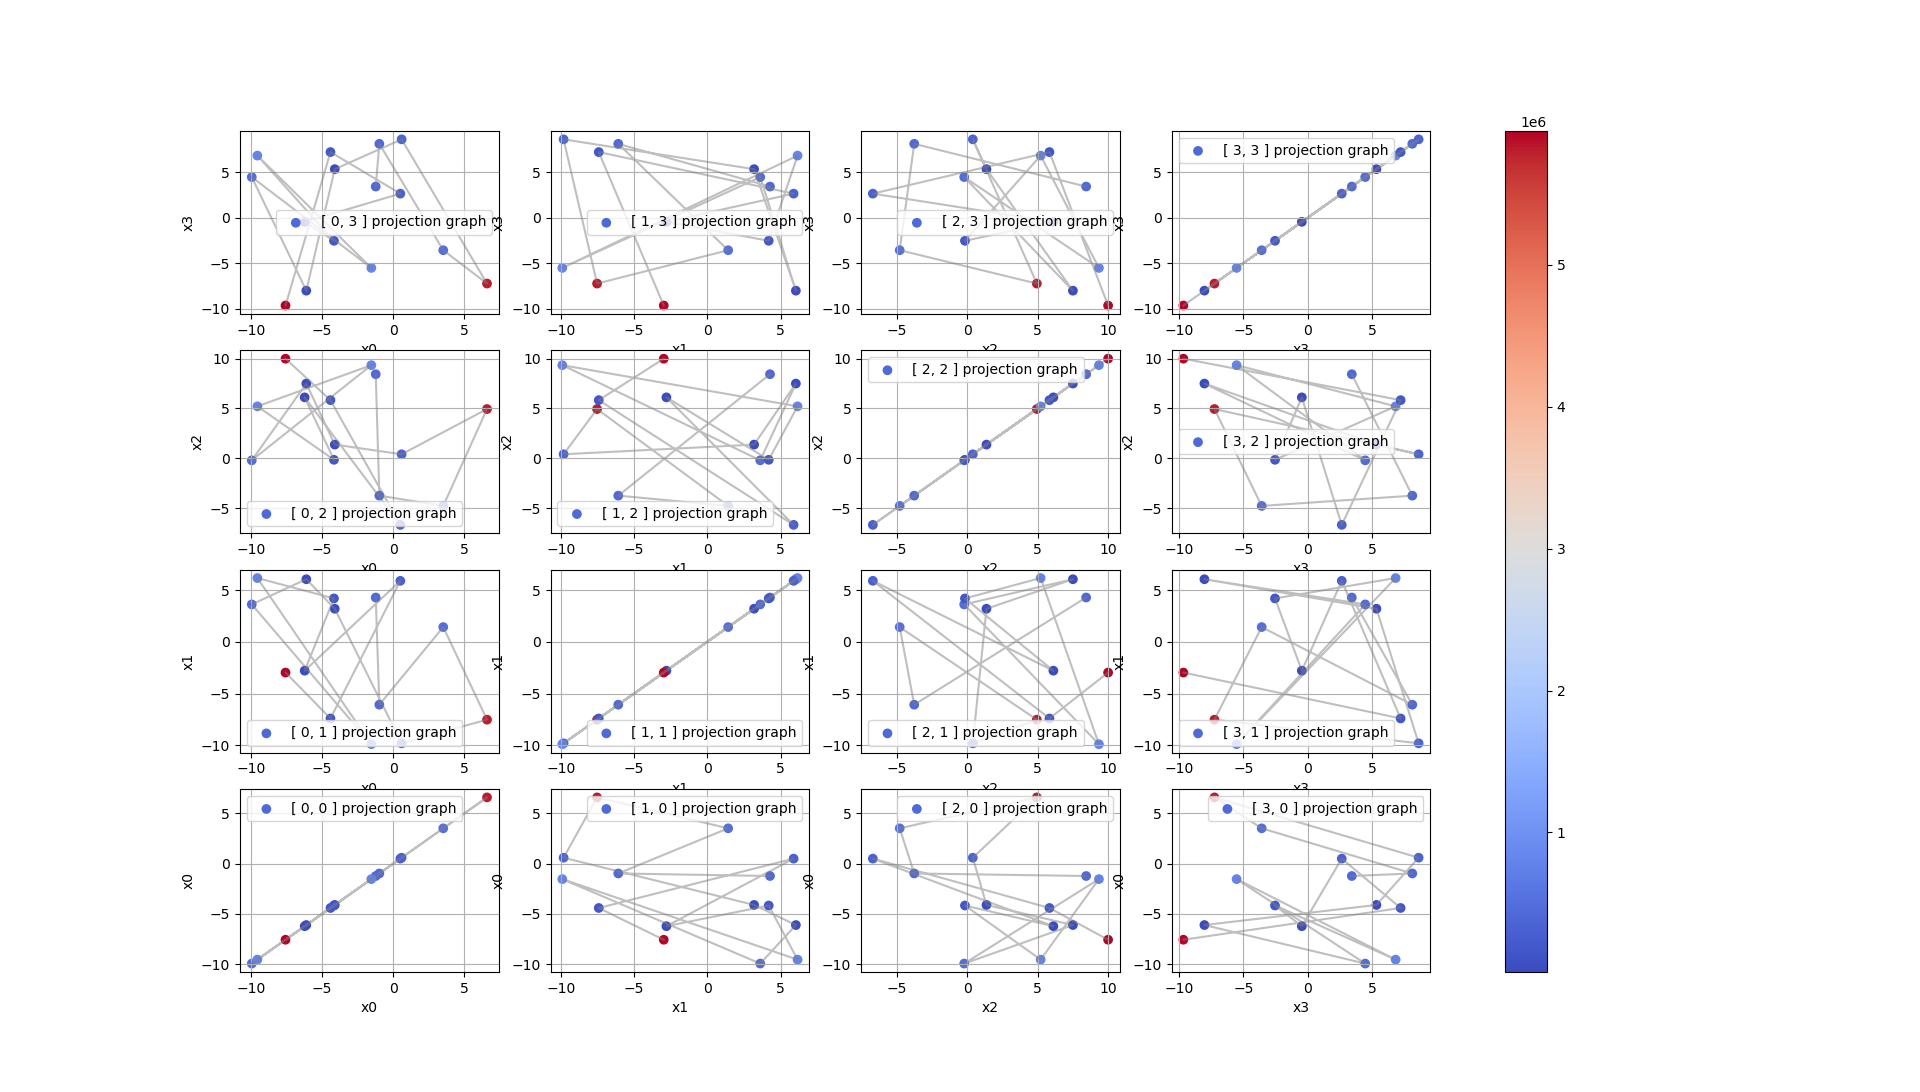 1e6
x3 10 5 0 −5 −10
5
0
−5
−10
x3
[ 0, 3 ] projection graph
−10 −5 0 5
x0
5
0
−5
−10
x3
[ 1, 3 ] projection graph
−10 −5 0 5
x1
5
0
−5
−10
x3
[ 2, 3 ] projection graph
−5 0 5 10
x2
5
0
−5
−10
x3
[ 3, 3 ] projection graph
−10 −5 0 5
x3
10
5
0
−5
x2
[ 0, 2 ] projection graph
−10 −5 0 5
x0
10
5
0
−5
x2
[ 1, 2 ] projection graph
−10 −5 0 5
x1
10
5
0
−5
x2
[ 2, 2 ] projection graph
−5 0 5 10
x2
10
5
0
−5
x2
[ 3, 2 ] projection graph
−10 −5 0 5
x3
5
0
−5
−10
x1
[ 0, 1 ] projection graph
−10 −5 0 5
x0
5
0
−5
−10
x1
[ 1, 1 ] projection graph
−10 −5 0 5
x1
5
0
−5
−10
x1
[ 2, 1 ] projection graph
−5 0 5 10
x2
5
0
−5
−10
x1
[ 3, 1 ] projection graph
−10 −5 0 5
x3
5
0
−5
−10
x0
[ 0, 0 ] projection graph
−10 −5 0 5
x0
5
0
−5
−10
x0
[ 1, 0 ] projection graph
−10 −5 0 5
x1
5
0
−5
−10
x0
[ 2, 0 ] projection graph
−5 0 5 10
x2
5
0
−5
−10
x0
[ 3, 0 ] projection graph
−10 −5 0 5
x3
5
4
3
2
1